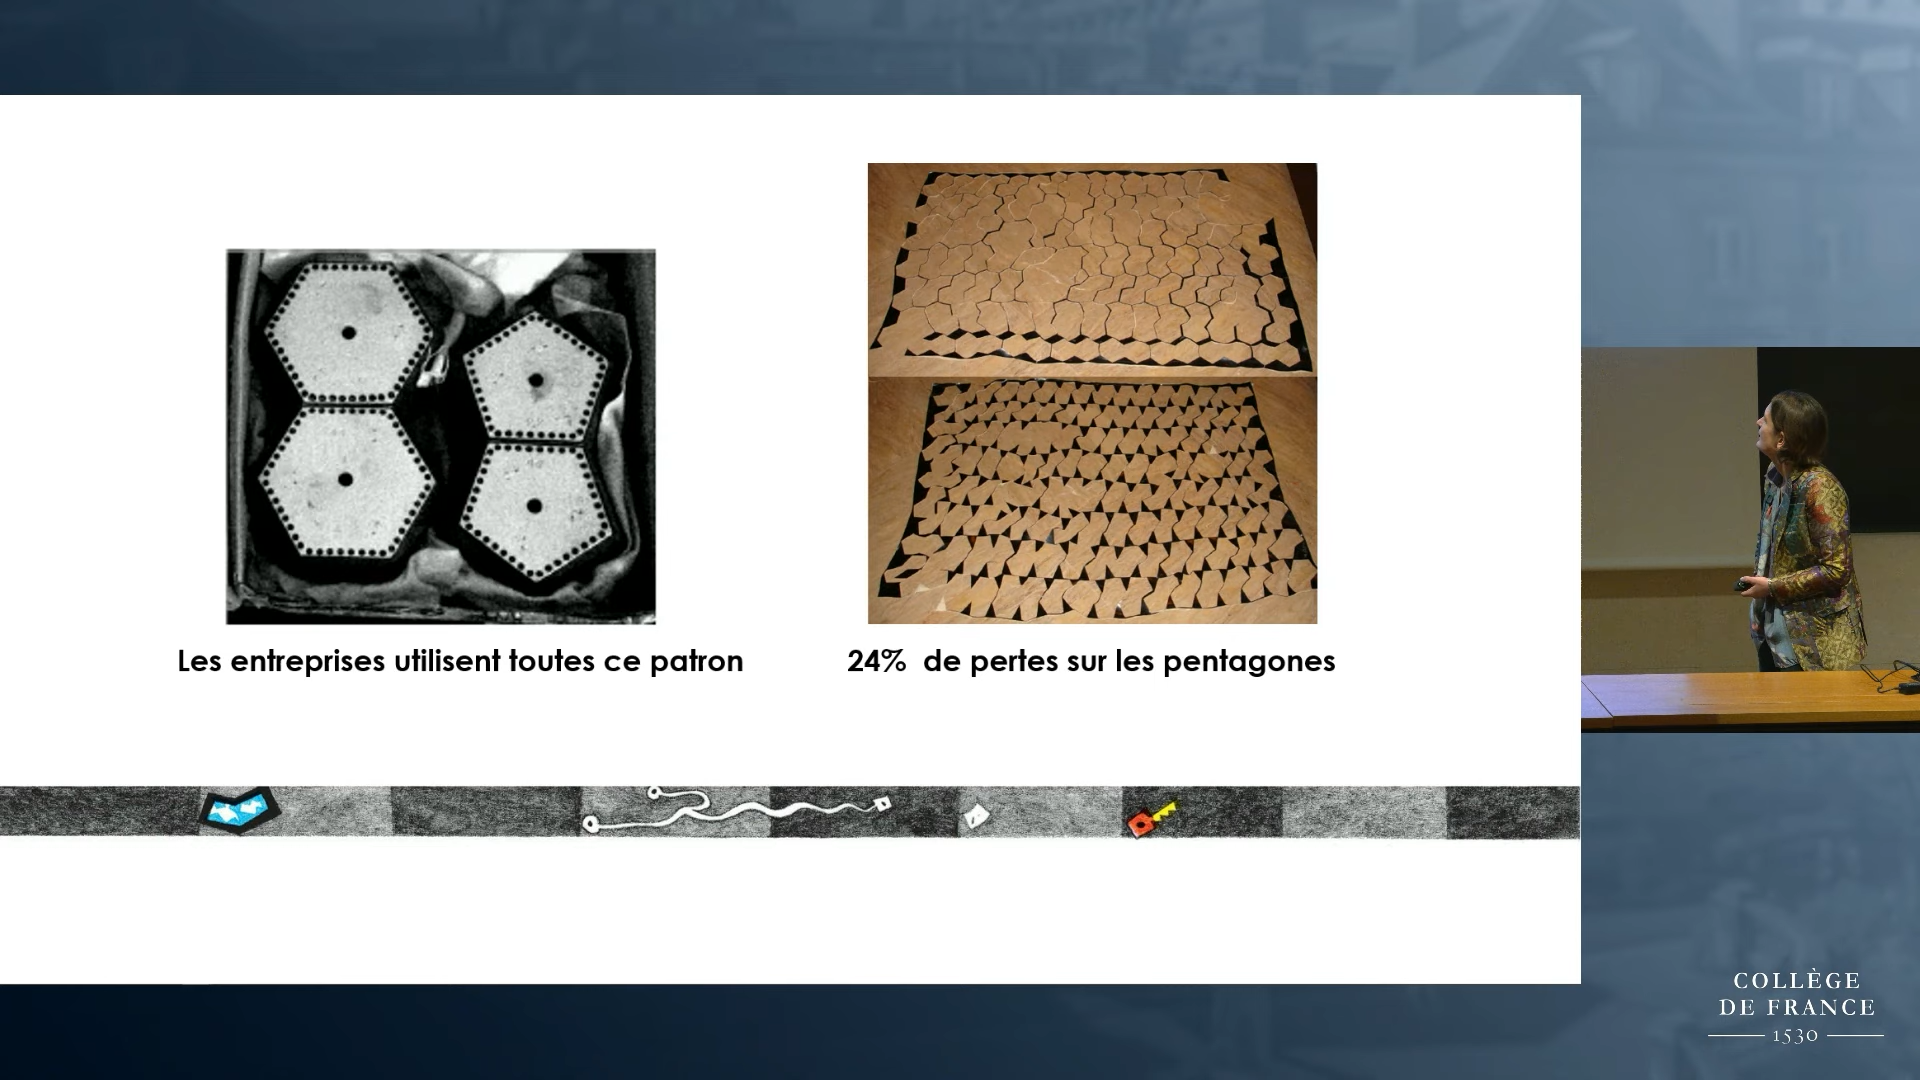 Les entreprises utilisent toutes ce patron
24% de pertes sur les pentagones
COLLÈGE
DE FRANCE
1530